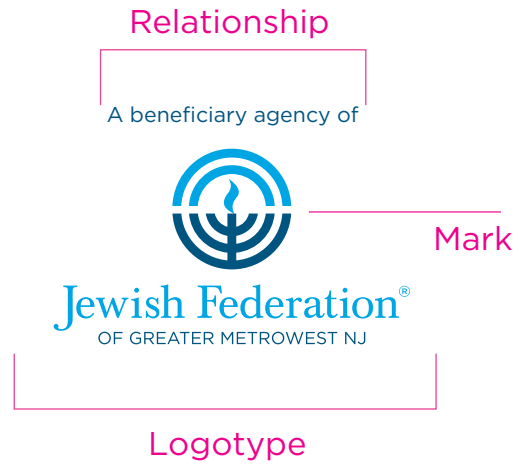 Relationship
A beneficiary agency of
Mark
Jewish Federation®
OF GREATER METROWEST NJ
Logotype